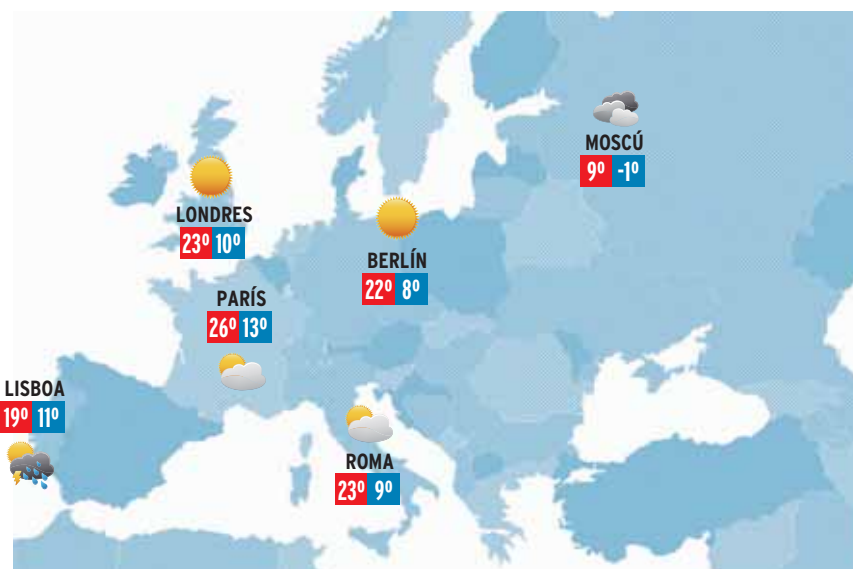 MOSCÚ
9º -1º
LONDRES
23º 10º
BERLÍN
22º 8º
PARÍS
26º 13º
LISBOA
19º 11º
ROMA
23º 9º